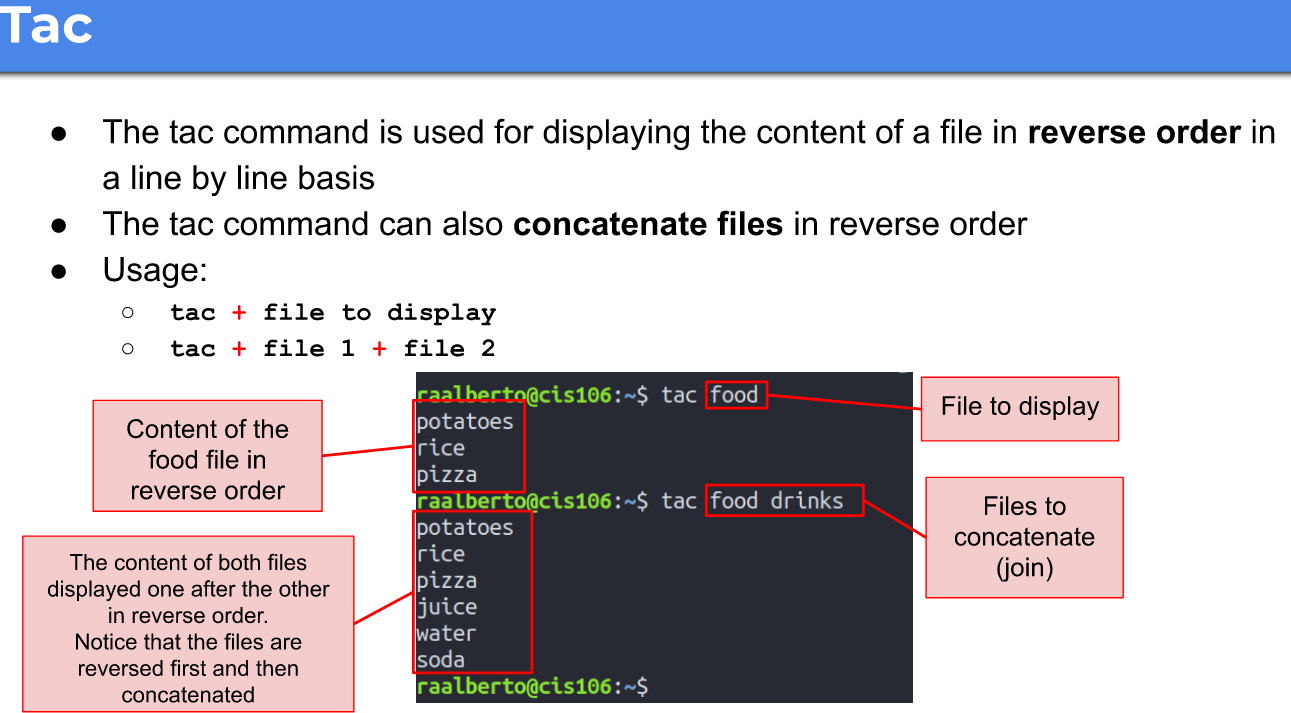 Tac
● The tac command is used for displaying the content of a file in reverse order in
a line by line basis
● The tac command can also concatenate files in reverse order
● Usage:
○ tac + file to display
○ tac + file 1 + file 2
Content of the
food file in
reverse order
The content of both files
displayed one after the other
in reverse order.
Notice that the files are
reversed first and then
concatenated
raalberto@cis106:~$ tac food
potatoes
rice
pizza
raalberto@cis106:~$ tac food drinks
potatoes
rice
pizza
juice
water
soda
raalberto@cis106:~$
File to display
Files to
concatenate
(join)